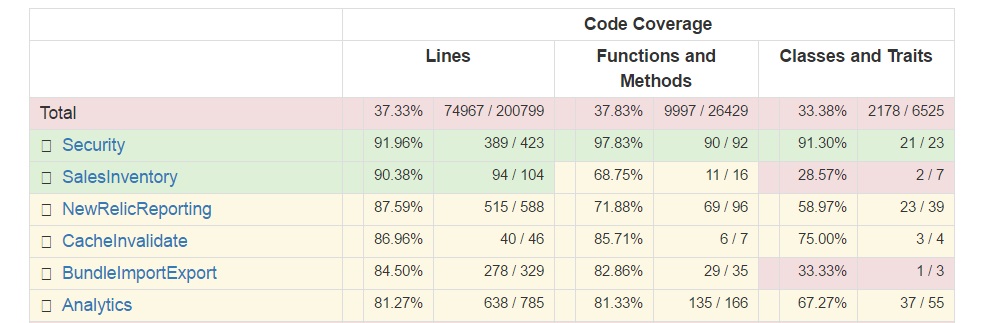 Code Coverage
Lines Functions and Methods Classes and Traits
Total 37.33% 74967 / 200799 37.83% 9997 / 26429 33.38% 2178 / 6525
Security 91.96% 389 / 423 97.83% 90 / 92 91.30% 21 / 23
SalesInventory 90.38% 94 / 104 68.75% 11 / 16 28.57% 2 / 7
NewRelicReporting 87.59% 515 / 588 71.88% 69 / 96 58.97% 23 / 39
CacheInvalidate 86.96% 40 / 46 85.71% 6 / 7 75.00% 3 / 4
BundleImportExport 84.50% 278 / 329 82.86% 29 / 35 33.33% 1 / 3
Analytics 81.27% 638 / 785 81.33% 135 / 166 67.27% 37 / 55